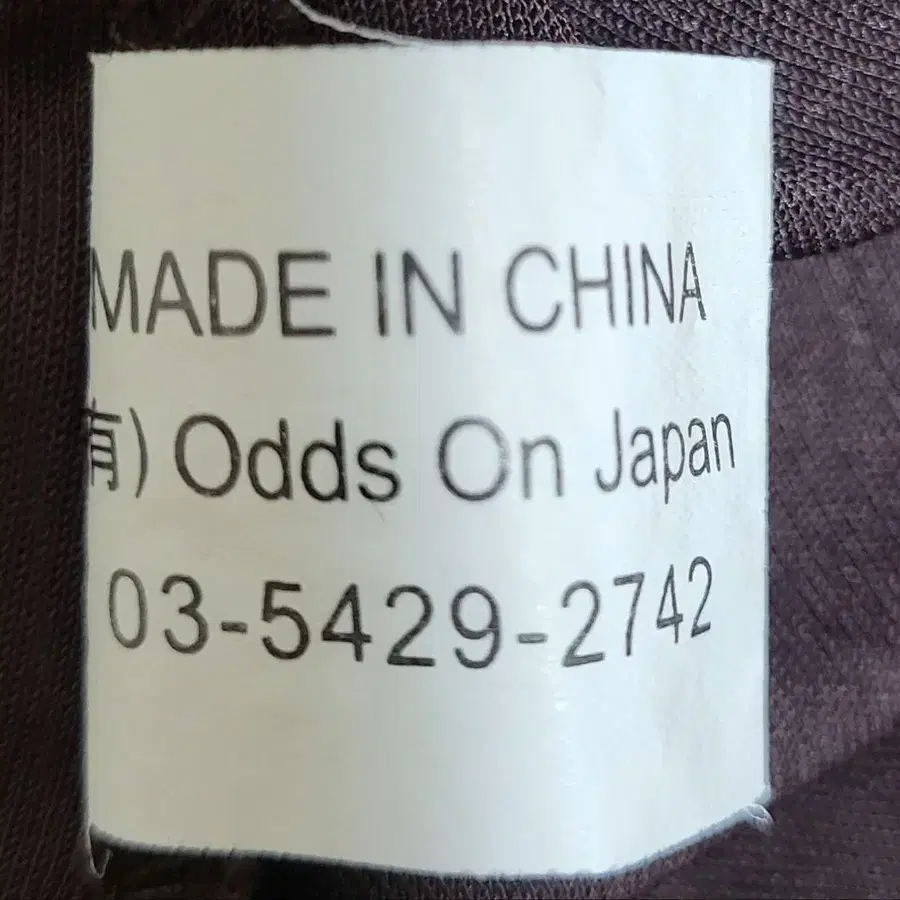 MADE IN CHINA
有) Odds On Japan
03-5429-2742